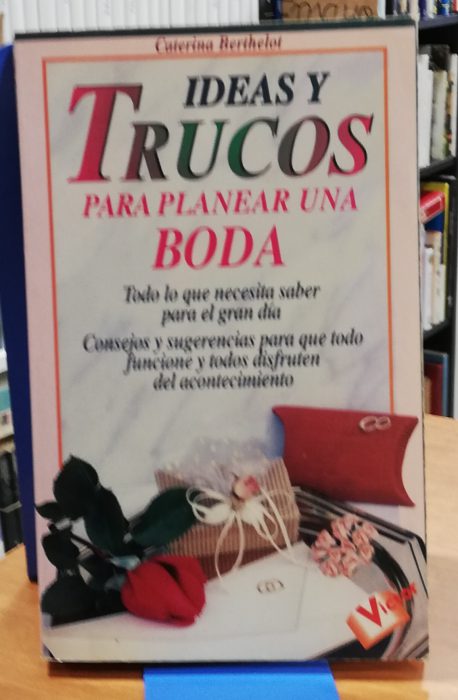 Caterina Berthelot
IDEAS Y
TRUCOS
PARA PLANEAR UNA
BODA
Todo lo que necesita saber
para el gran día
Consejos y sugerencias para que todo
funcione y todos disfruten
del acontecimiento